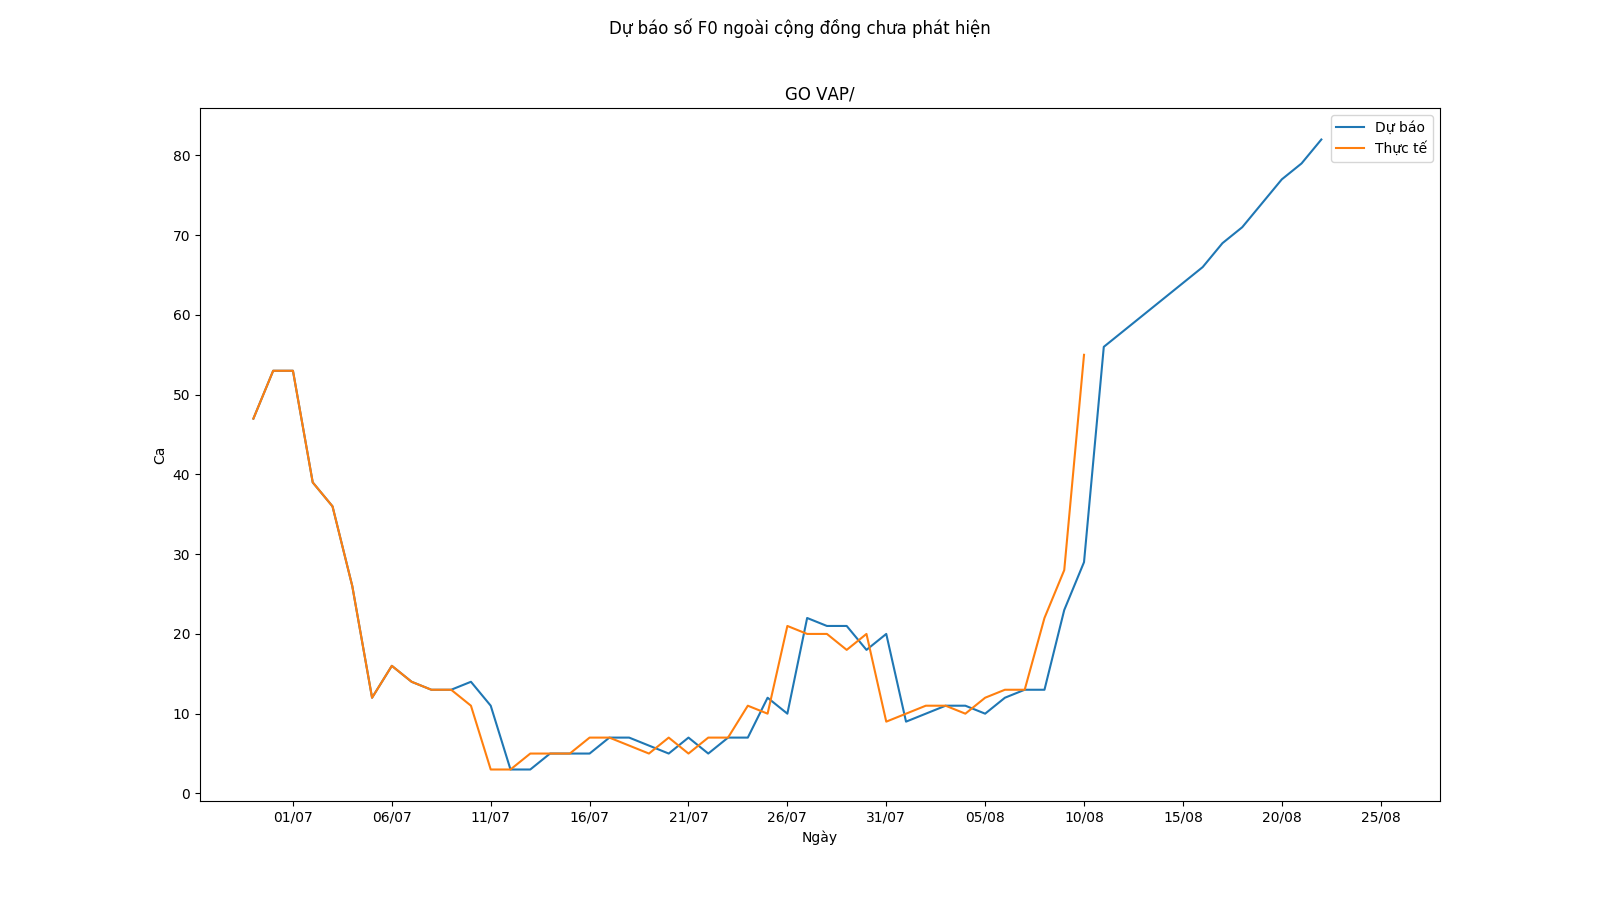 Dự báo số F0 ngoài cộng đồng chưa phát hiện
GO VAP/
Dự báo
Thực tế
80
70
60
50
40
30
20
10
0
Ca
01/07 06/07 11/07 16/07 21/07 26/07 31/07 05/08 10/08 15/08 20/08 25/08
Ngày